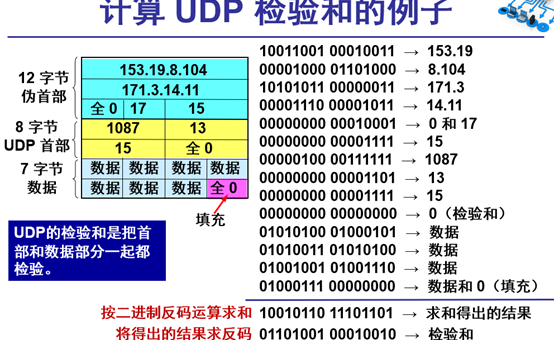 计算 UDP 检验和的例子
12 字节
伪首部
153.19.8.104
171.3.14.11
全 0 17 15
8 字节
UDP 首部
1087 13
15 全 0
7 字节
数据
数据 数据 数据 数据
数据 数据 数据 全 0
填充
UDP的检验和是把首
部和数据部分一起都
检验。
10011001 00010011 → 153.19
00001000 01101000 → 8.104
10101011 00000011 → 171.3
00001110 00001011 → 14.11
00000000 00010001 → 0 和 17
00000000 00001111 → 15
00000100 00111111 → 1087
00000000 00001101 → 13
00000000 00001111 → 15
00000000 00000000 → 0（检验和）
01010100 01000101 → 数据
01010011 01010100 → 数据
01001001 01001110 → 数据
01000111 00000000 → 数据和 0（填充）
按二进制反码运算求和 10010110 11101101 → 求和得出的结果
将得出的结果求反码 01101001 00010010 → 检验和